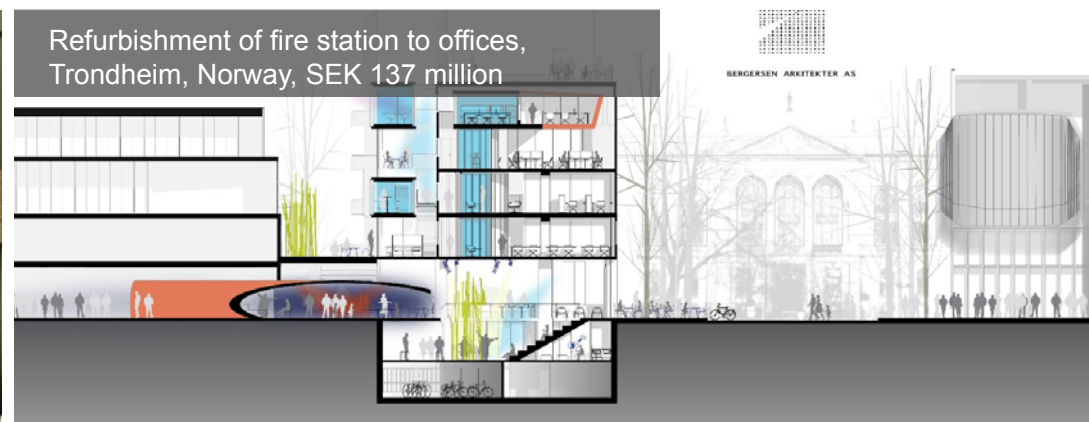 Refurbishment of fire station to offices,
Trondheim, Norway, SEK 137 million
BERGERSEN ARKITEKTER AS